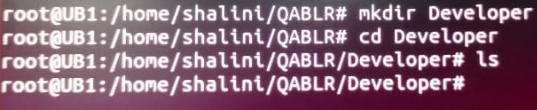 root@UB1:/home/shalini/QABLR# mkdir Developer
root@UB1:/home/shalini/QABLR# cd Developer
root@UB1:/home/shalini/QABLR/Developer# ls
root@UB1:/home/shalini/QABLR/Developer#